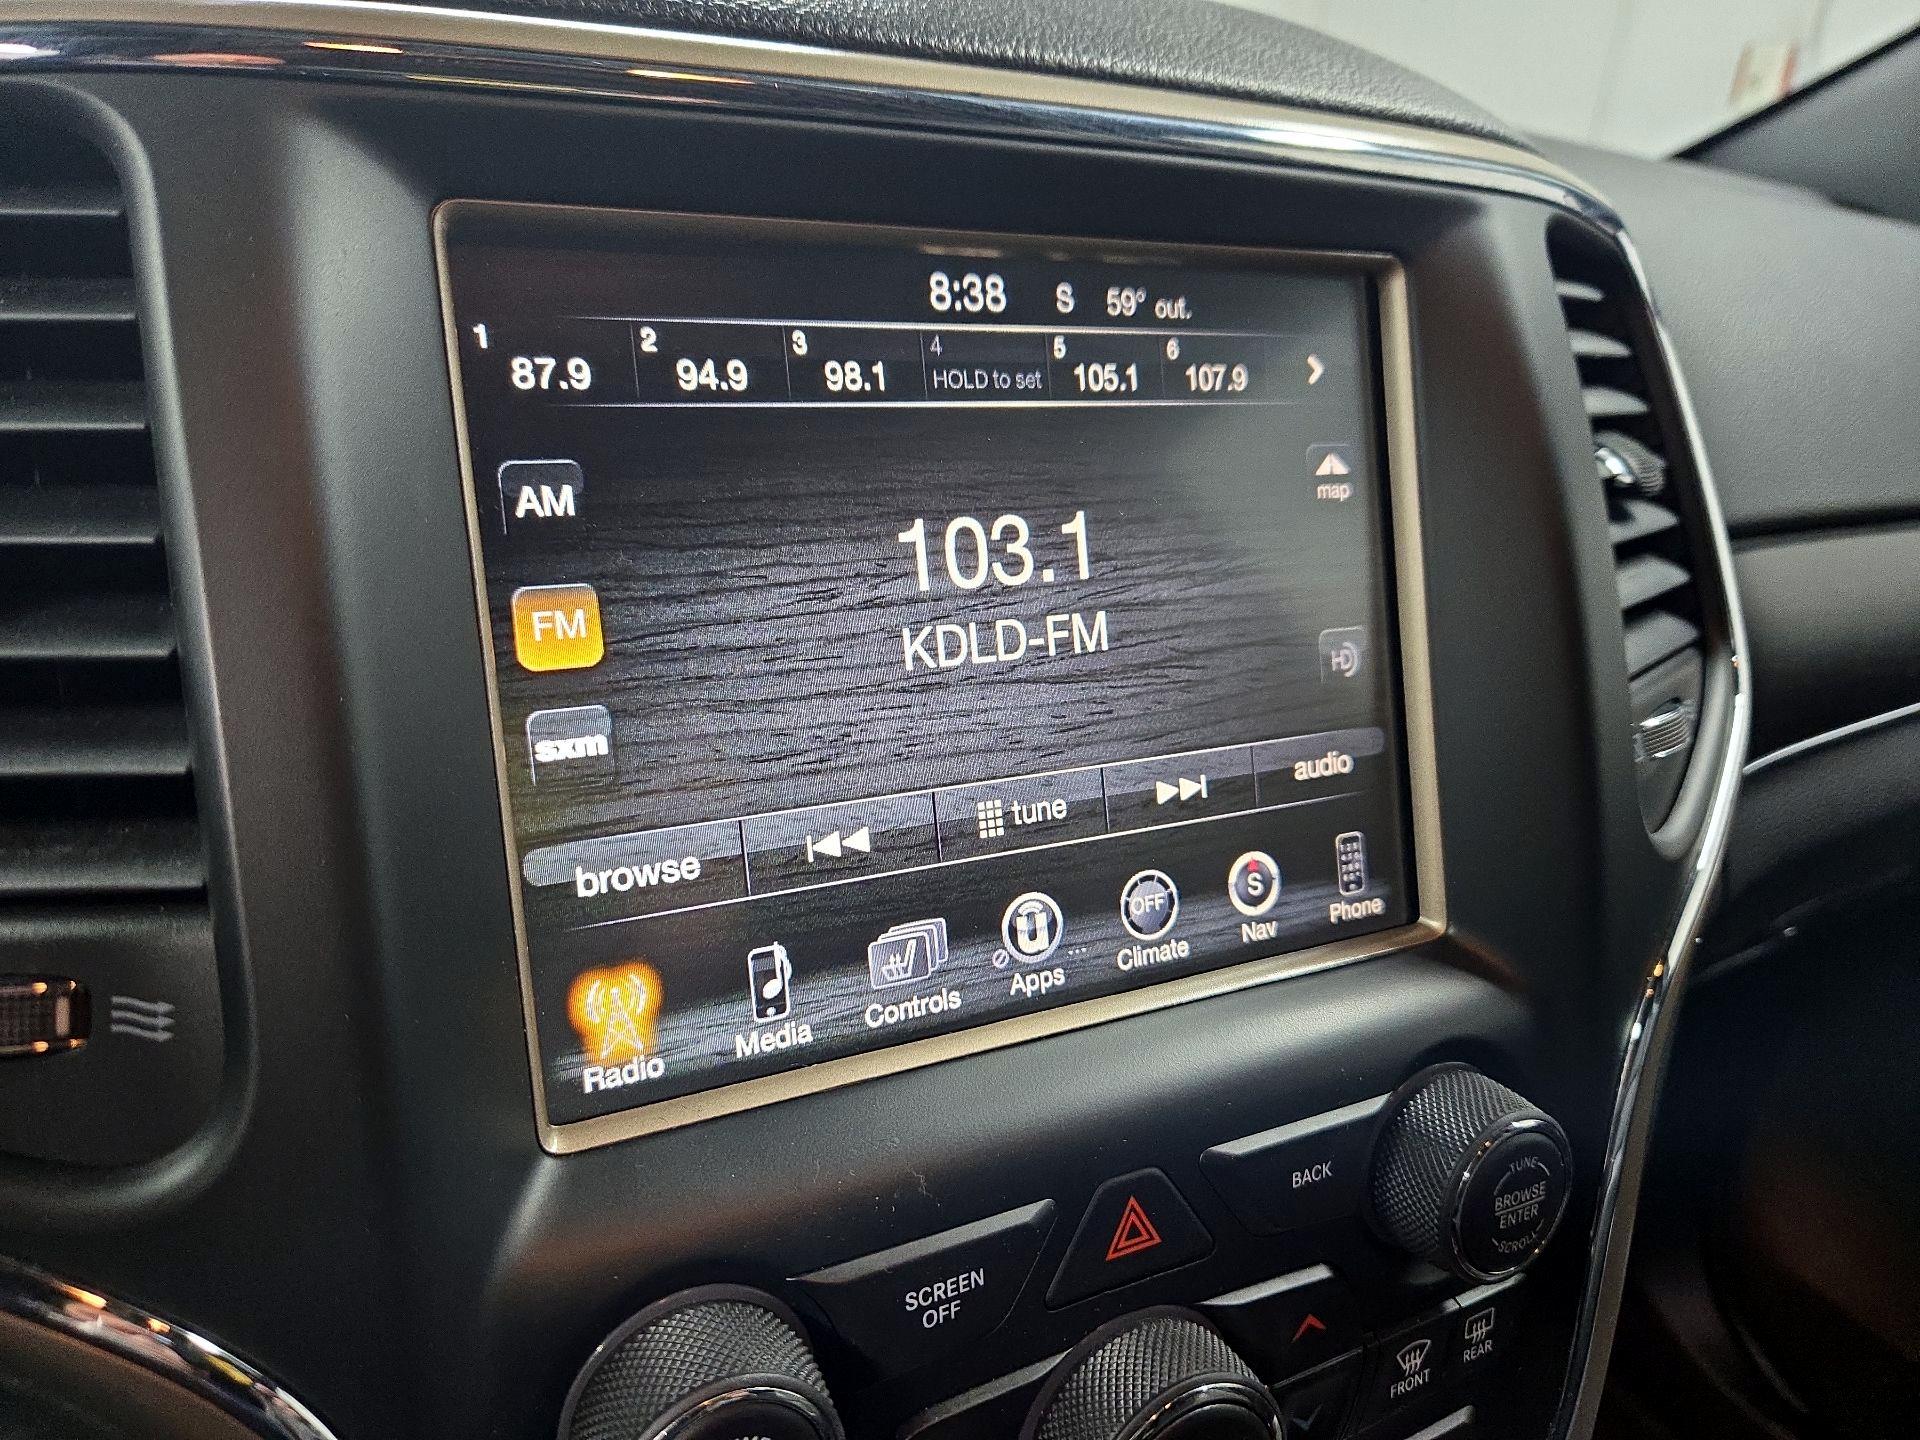 8:38 S 59° out.
1 2 3 4 5 6
87.9 94.9 98.1 HOLD to set 105.1 107.9
AM
map
103.1
FM
KDLD-FM
HD
sxm
browse tune audio
Radio Media Controls Apps Climate Nav Phone
U OFF S
BACK
TUNE
BROWSE
ENTER
SCROLL
SCREEN
OFF
FRONT
REAR